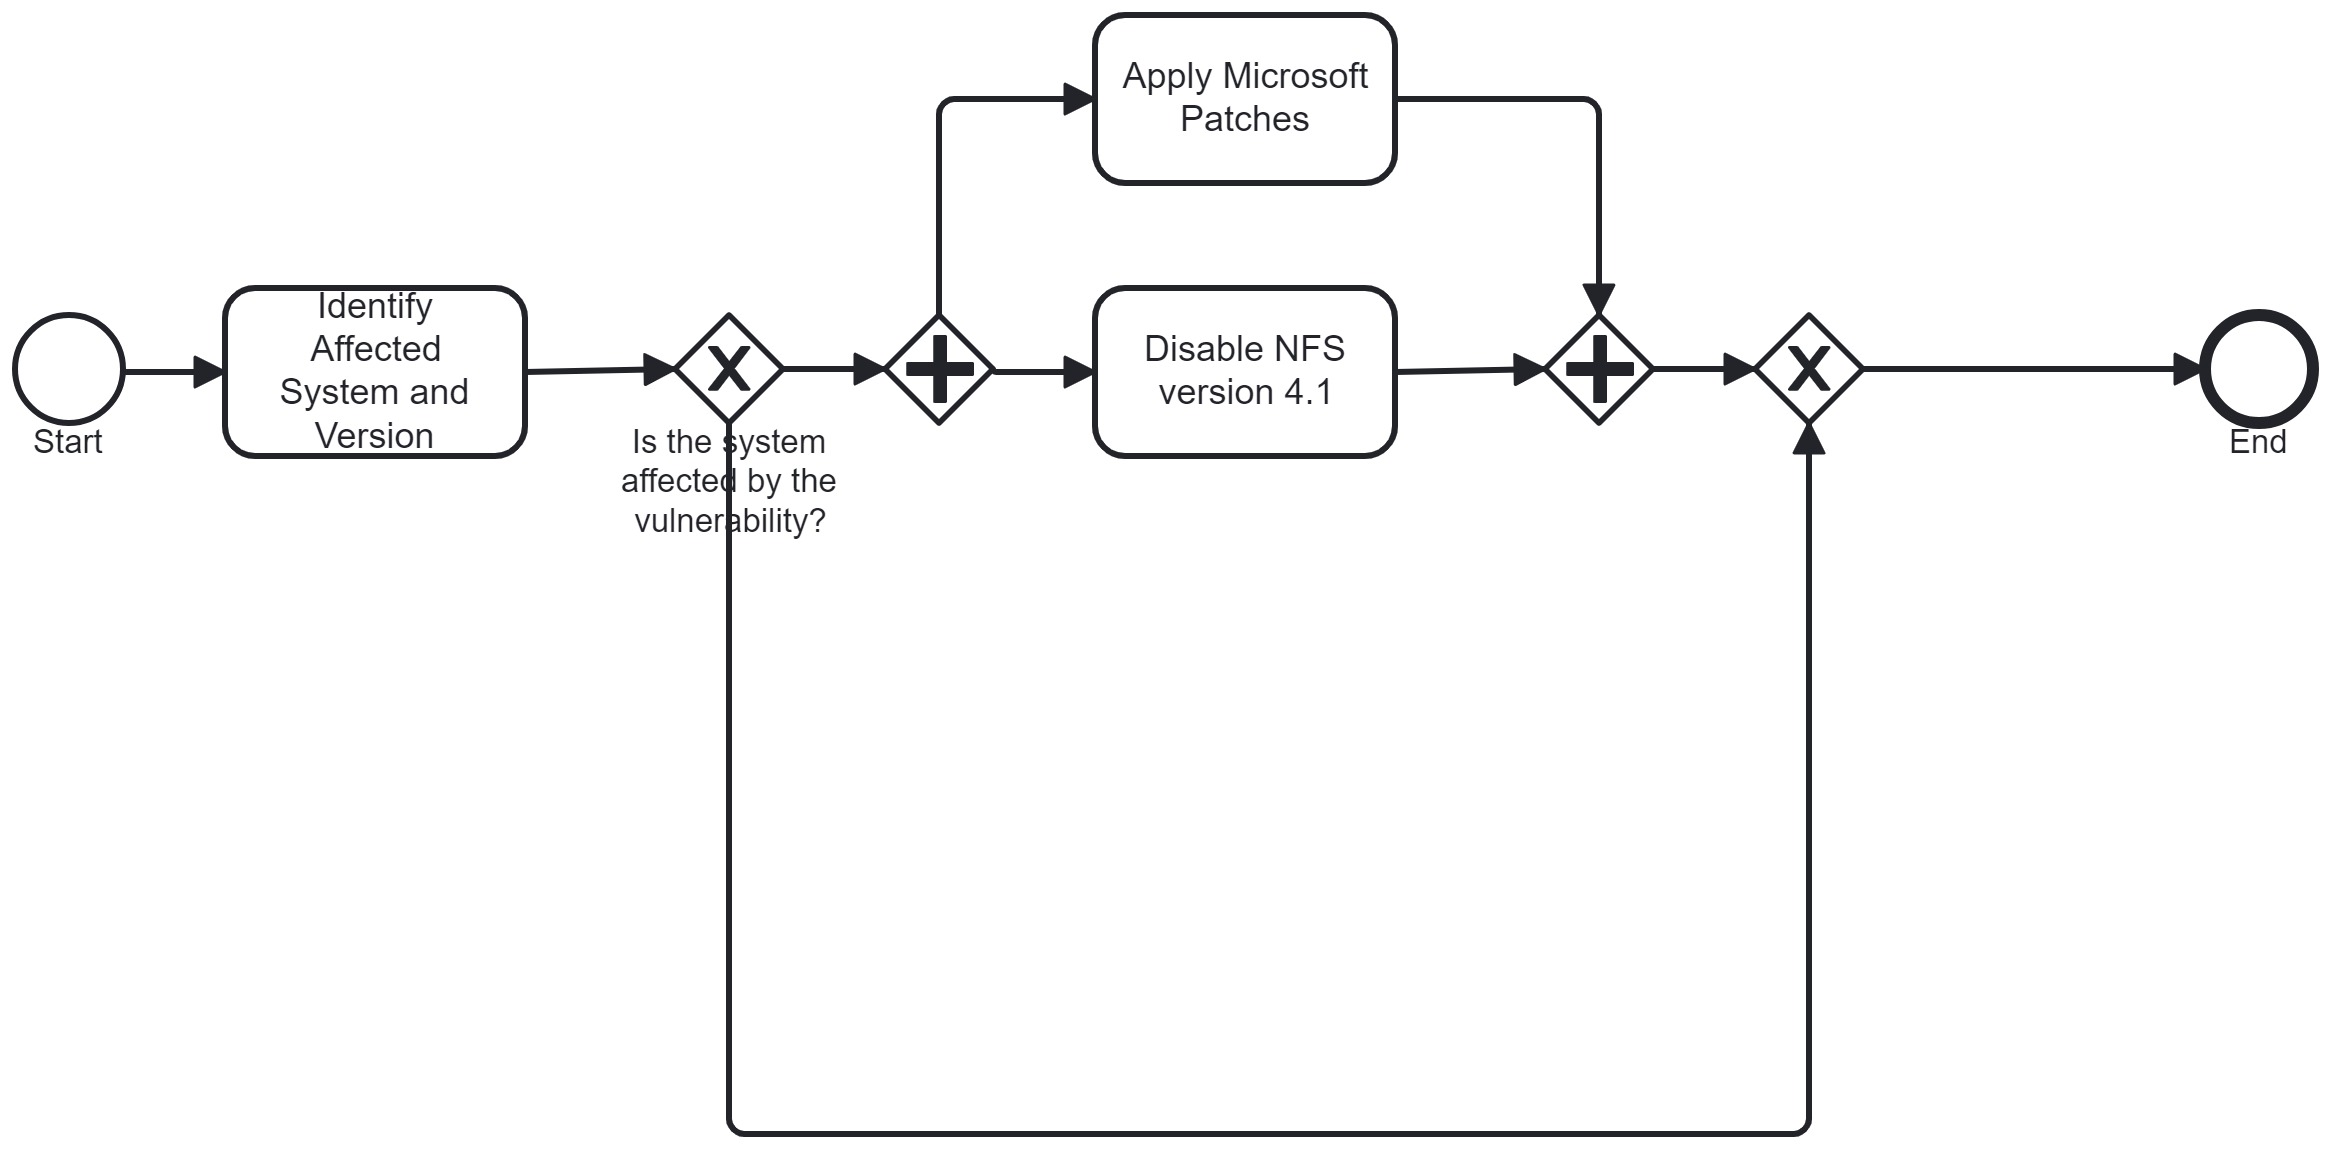 Apply Microsoft
Patches
Identify
Affected
System and
Version
Start
Is the system
affected by the
vulnerability?
Disable NFS
version 4.1
End